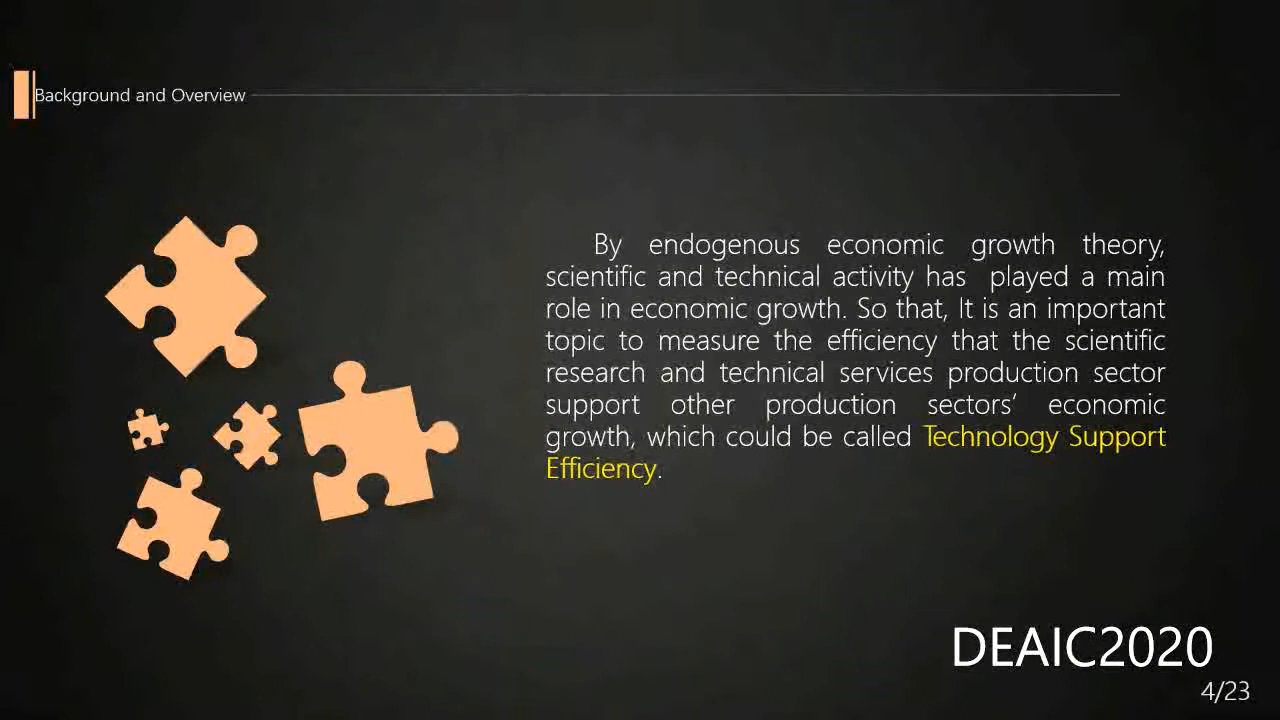 Background and Overview
By endogenous economic growth theory,
scientific and technical activity has played a main
role in economic growth. So that, It is an important
topic to measure the efficiency that the scientific
research and technical services production sector
support other production sectors’ economic
growth, which could be called Technology Support
Efficiency.
DEAIC2020
4/23